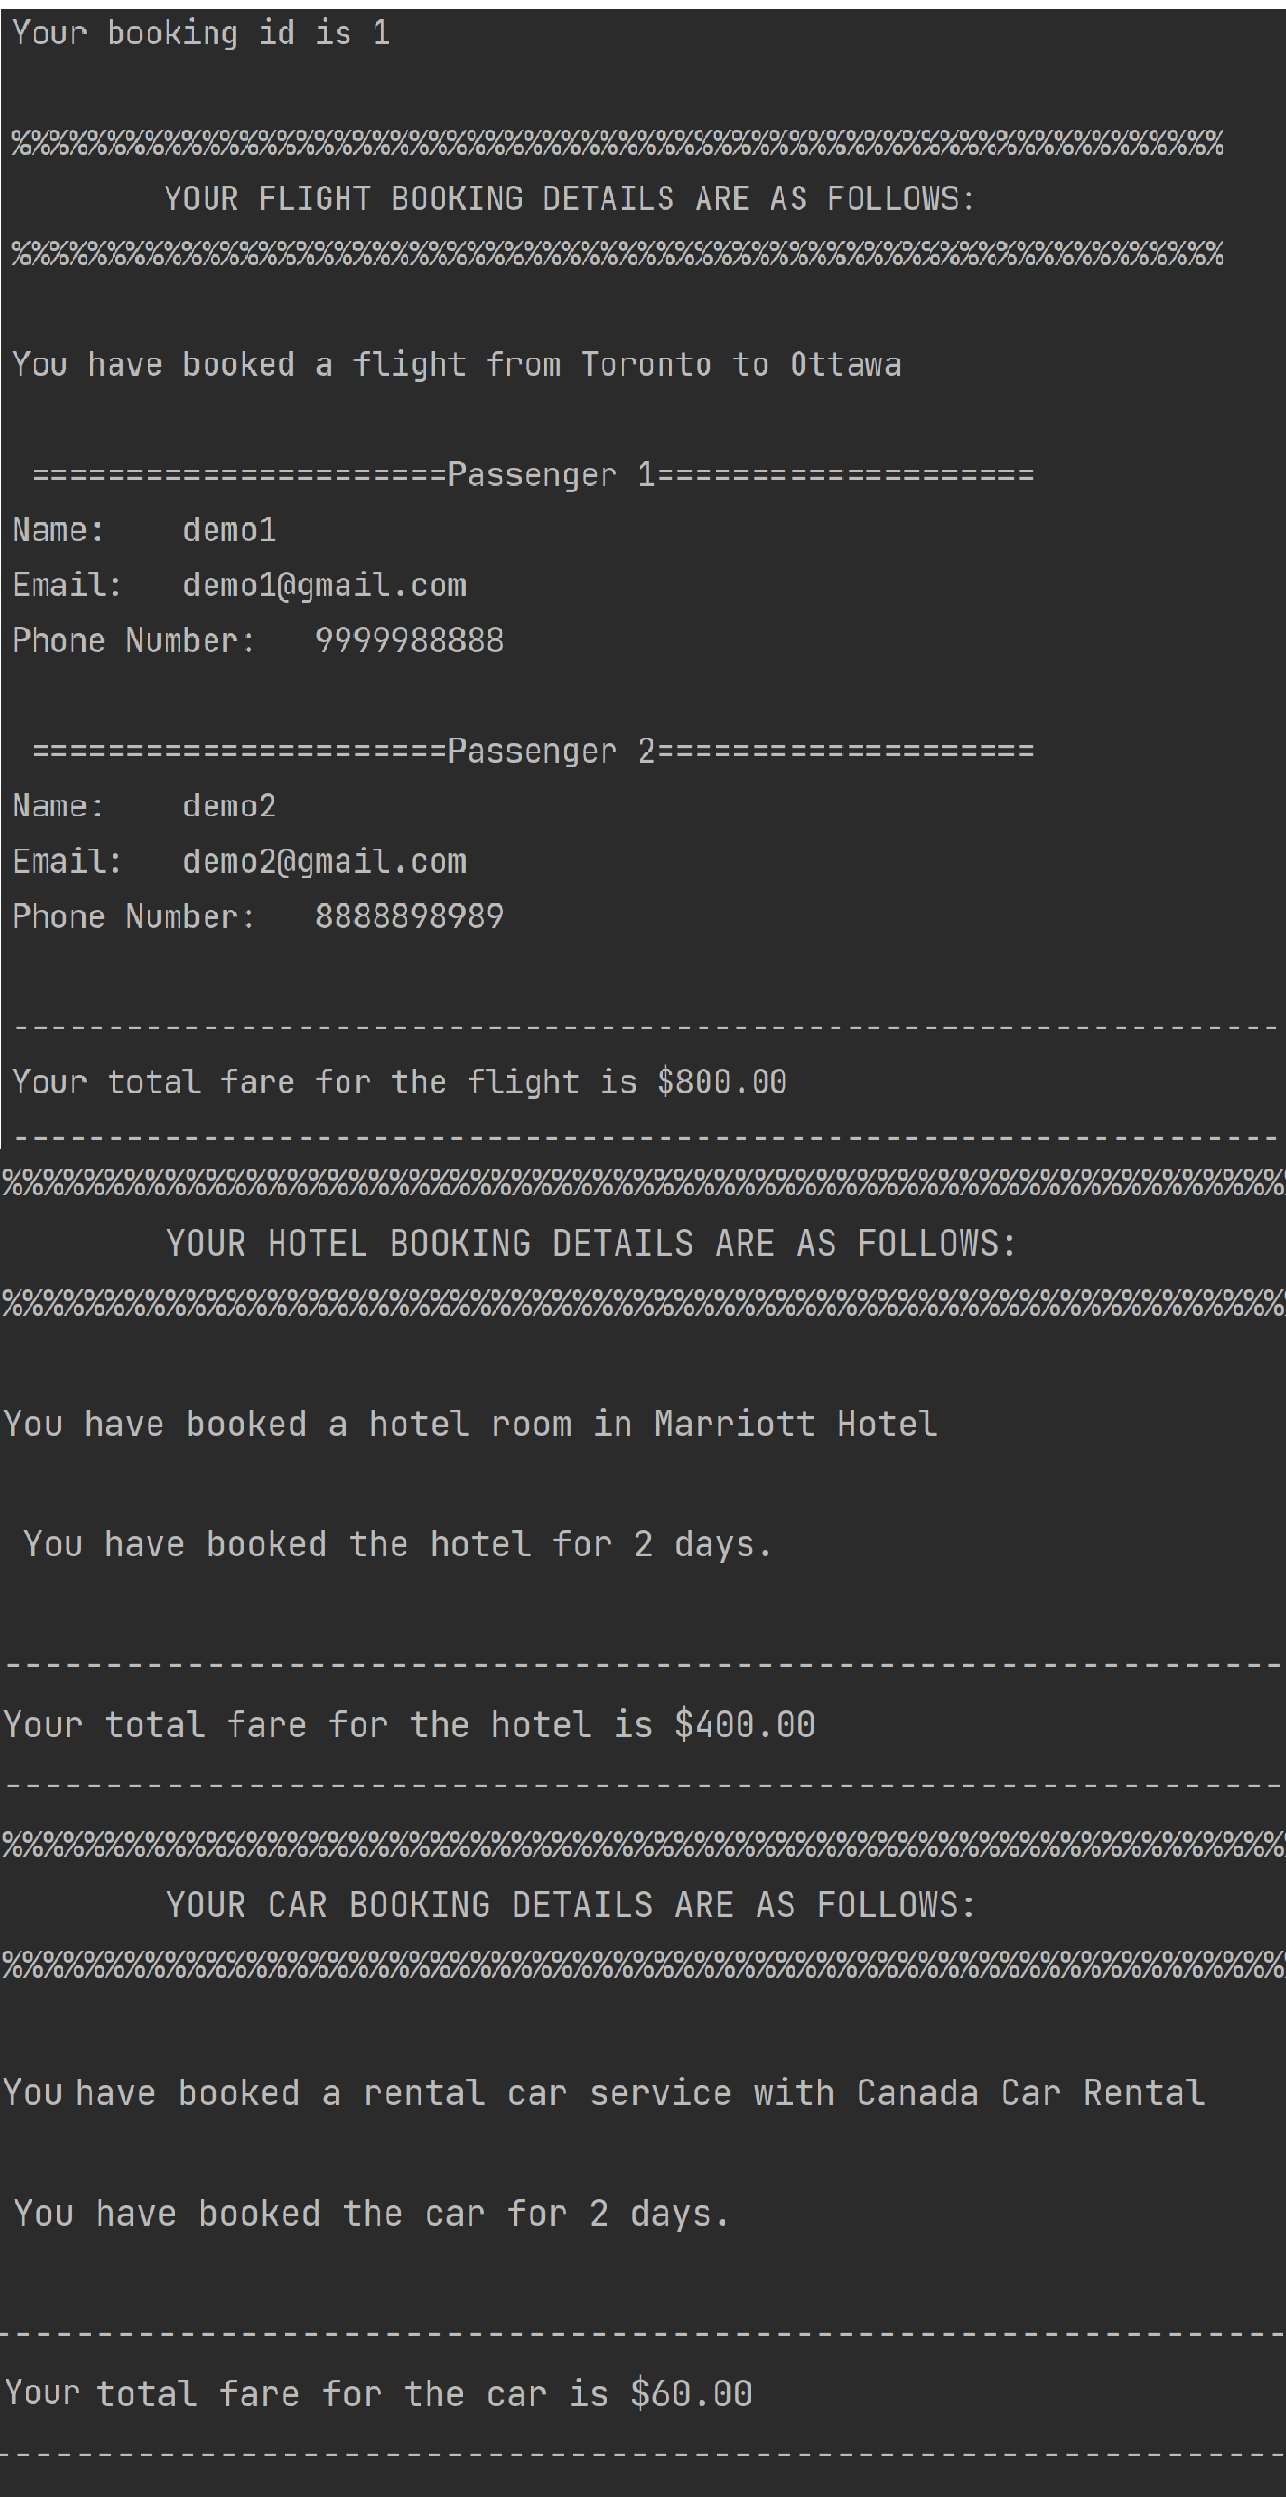 Your booking id is 1
%%%%%%%%%%%%%%%%%%%%%%%%%%%%%%%%%%%%%%%%%%%%%%%%%%%%%%%%%%%%%%%%
YOUR FLIGHT BOOKING DETAILS ARE AS FOLLOWS:
%%%%%%%%%%%%%%%%%%%%%%%%%%%%%%%%%%%%%%%%%%%%%%%%%%%%%%%%%%%%%%%%
You have booked a flight from Toronto to Ottawa
======================Passenger 1====================
Name:    demo1
Email:   demo1@gmail.com
Phone Number:   9999988888
======================Passenger 2====================
Name:    demo2
Email:   demo2@gmail.com
Phone Number:   8888898989
-------------------------------------------------------------------
Your total fare for the flight is $800.00
-------------------------------------------------------------------
%%%%%%%%%%%%%%%%%%%%%%%%%%%%%%%%%%%%%%%%%%%%%%%%%%%%%%%%%%%%%%%
YOUR HOTEL BOOKING DETAILS ARE AS FOLLOWS:
%%%%%%%%%%%%%%%%%%%%%%%%%%%%%%%%%%%%%%%%%%%%%%%%%%%%%%%%%%%%%%%
You have booked a hotel room in Marriott Hotel
You have booked the hotel for 2 days.
---------------------------------------------------------------
Your total fare for the hotel is $400.00
---------------------------------------------------------------
%%%%%%%%%%%%%%%%%%%%%%%%%%%%%%%%%%%%%%%%%%%%%%%%%%%%%%%%%%%%%%%
YOUR CAR BOOKING DETAILS ARE AS FOLLOWS:
%%%%%%%%%%%%%%%%%%%%%%%%%%%%%%%%%%%%%%%%%%%%%%%%%%%%%%%%%%%%%%%
You have booked a rental car service with Canada Car Rental
You have booked the car for 2 days.
---------------------------------------------------------------
Your total fare for the car is $60.00
---------------------------------------------------------------